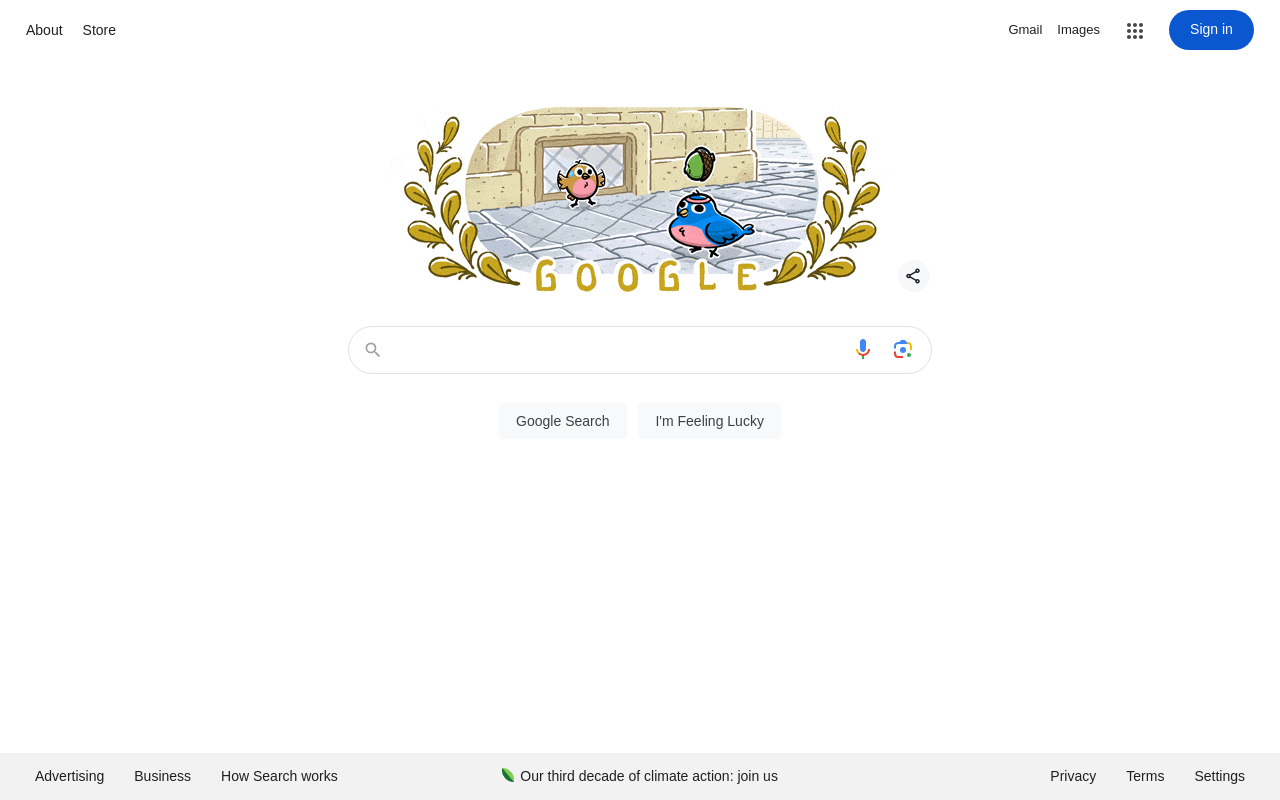 About Store
Gmail Images Sign in
GOOGLE
Google Search I'm Feeling Lucky
Advertising Business How Search works
Our third decade of climate action: join us
Privacy Terms Settings